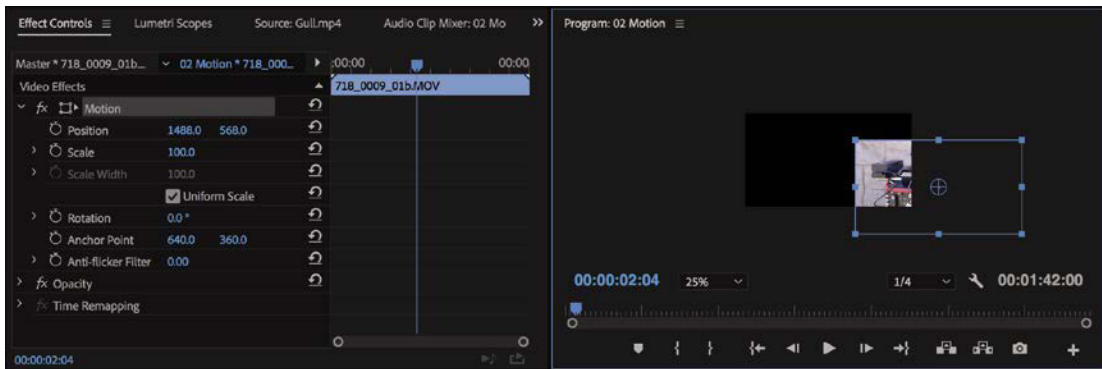 Effect Controls Lumetri Scopes Source: Gull.mp4 Audio Clip Mixer: 02 Mo
Master * 718_0009_01b... 02 Motion * 718_000... :00:00 00:00
Video Effects 718_0009_01b.MOV
fx Motion
Position 1488.0 568.0
Scale 100.0
Scale Width 100.0
Uniform Scale
Rotation 0.0 °
Anchor Point 640.0 360.0
Anti-flicker Filter 0.00
fx Opacity
fx Time Remapping
00:00:02:04
Program: 02 Motion
00:00:02:04 25% 1/4 00:01:42:00